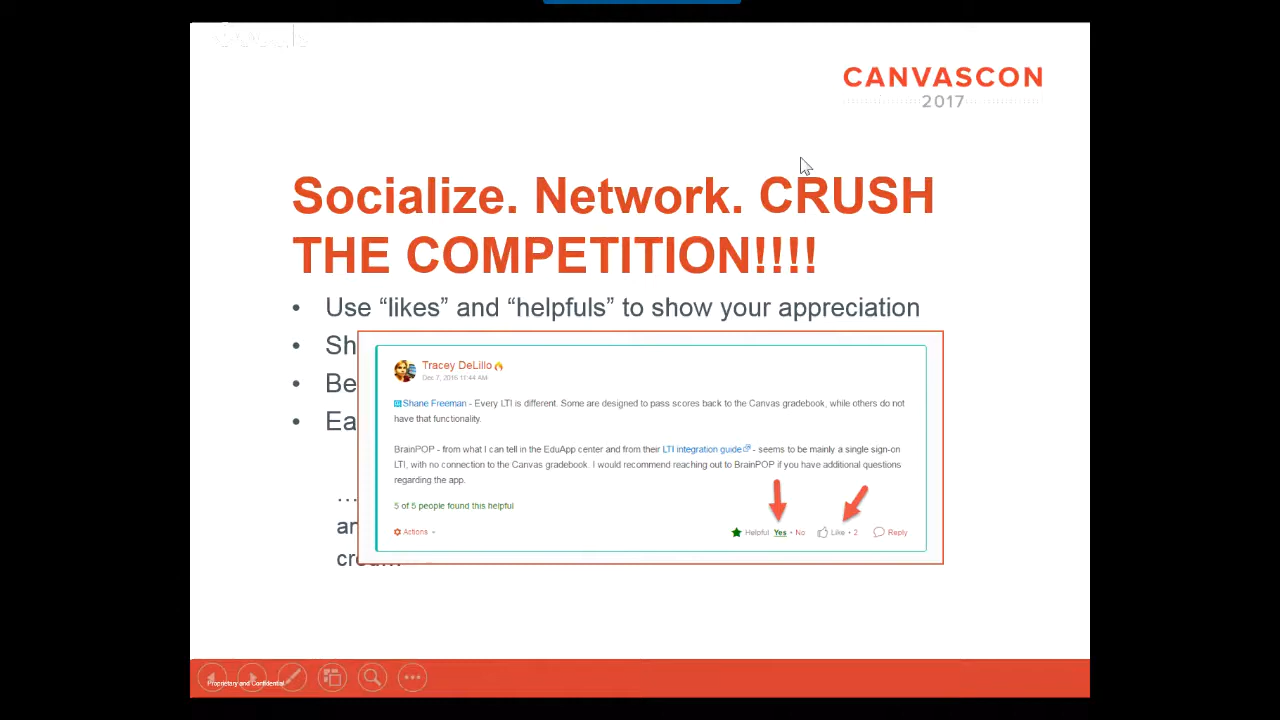 CANVASCON
2017
Socialize. Network. CRUSH
THE COMPETITION!!!!
• Use “likes” and “helpfuls” to show your appreciation
• Sh
• Be
• Ea
…
an
Tracey DeLillo
Dec 7, 2016 11:44 AM
Shane Freeman - Every LTI is different. Some are designed to pass scores back to the Canvas gradebook, while others do not
have that functionality.
BrainPOP - from what I can tell in the EduApp center and from their LTI integration guide - seems to be mainly a single sign-on
LTI, with no connection to the Canvas gradebook. I would recommend reaching out to BrainPOP if you have additional questions
regarding the app.
5 of 5 people found this helpful
Actions
Helpful Yes • No Like • 2 Reply
Proprietary and Confidential